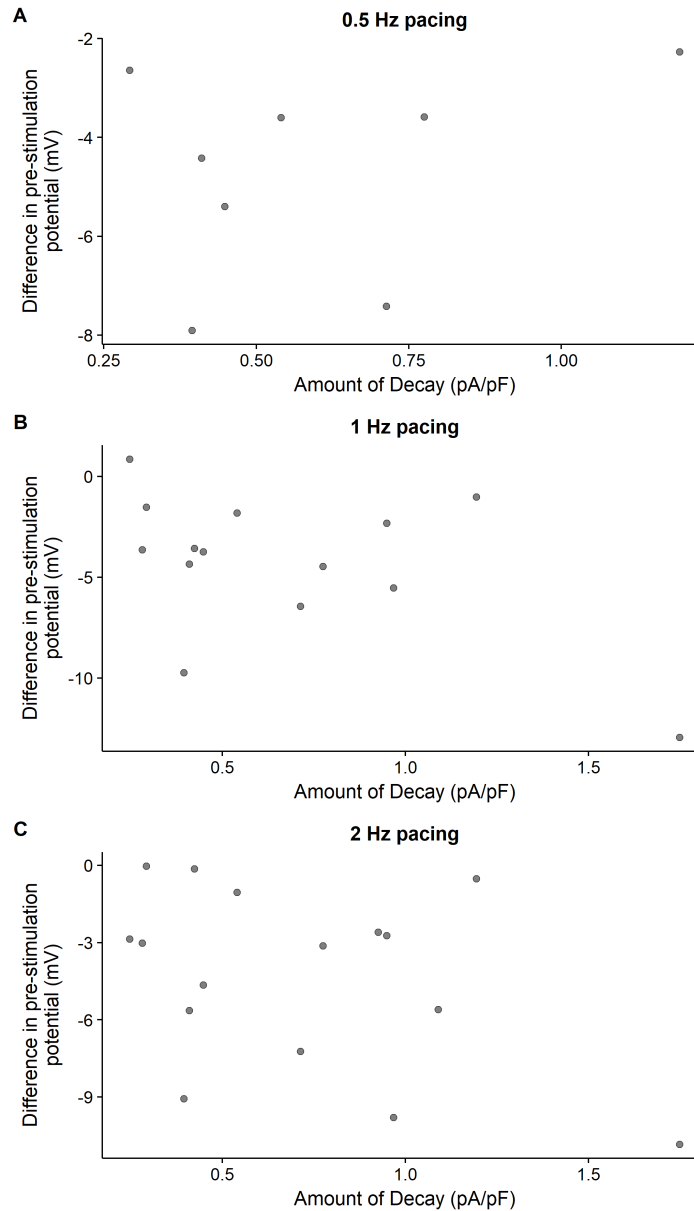 A
0.5 Hz pacing
-2
-4
-6
-8
Difference in pre-stimulation
potential (mV)
0.25
0.50
0.75
1.00
Amount of Decay (pA/pF)
B
1 Hz pacing
0
-5
-10
Difference in pre-stimulation
potential (mV)
0.5
1.0
1.5
Amount of Decay (pA/pF)
C
2 Hz pacing
0
-3
-6
-9
Difference in pre-stimulation
potential (mV)
0.5
1.0
1.5
Amount of Decay (pA/pF)